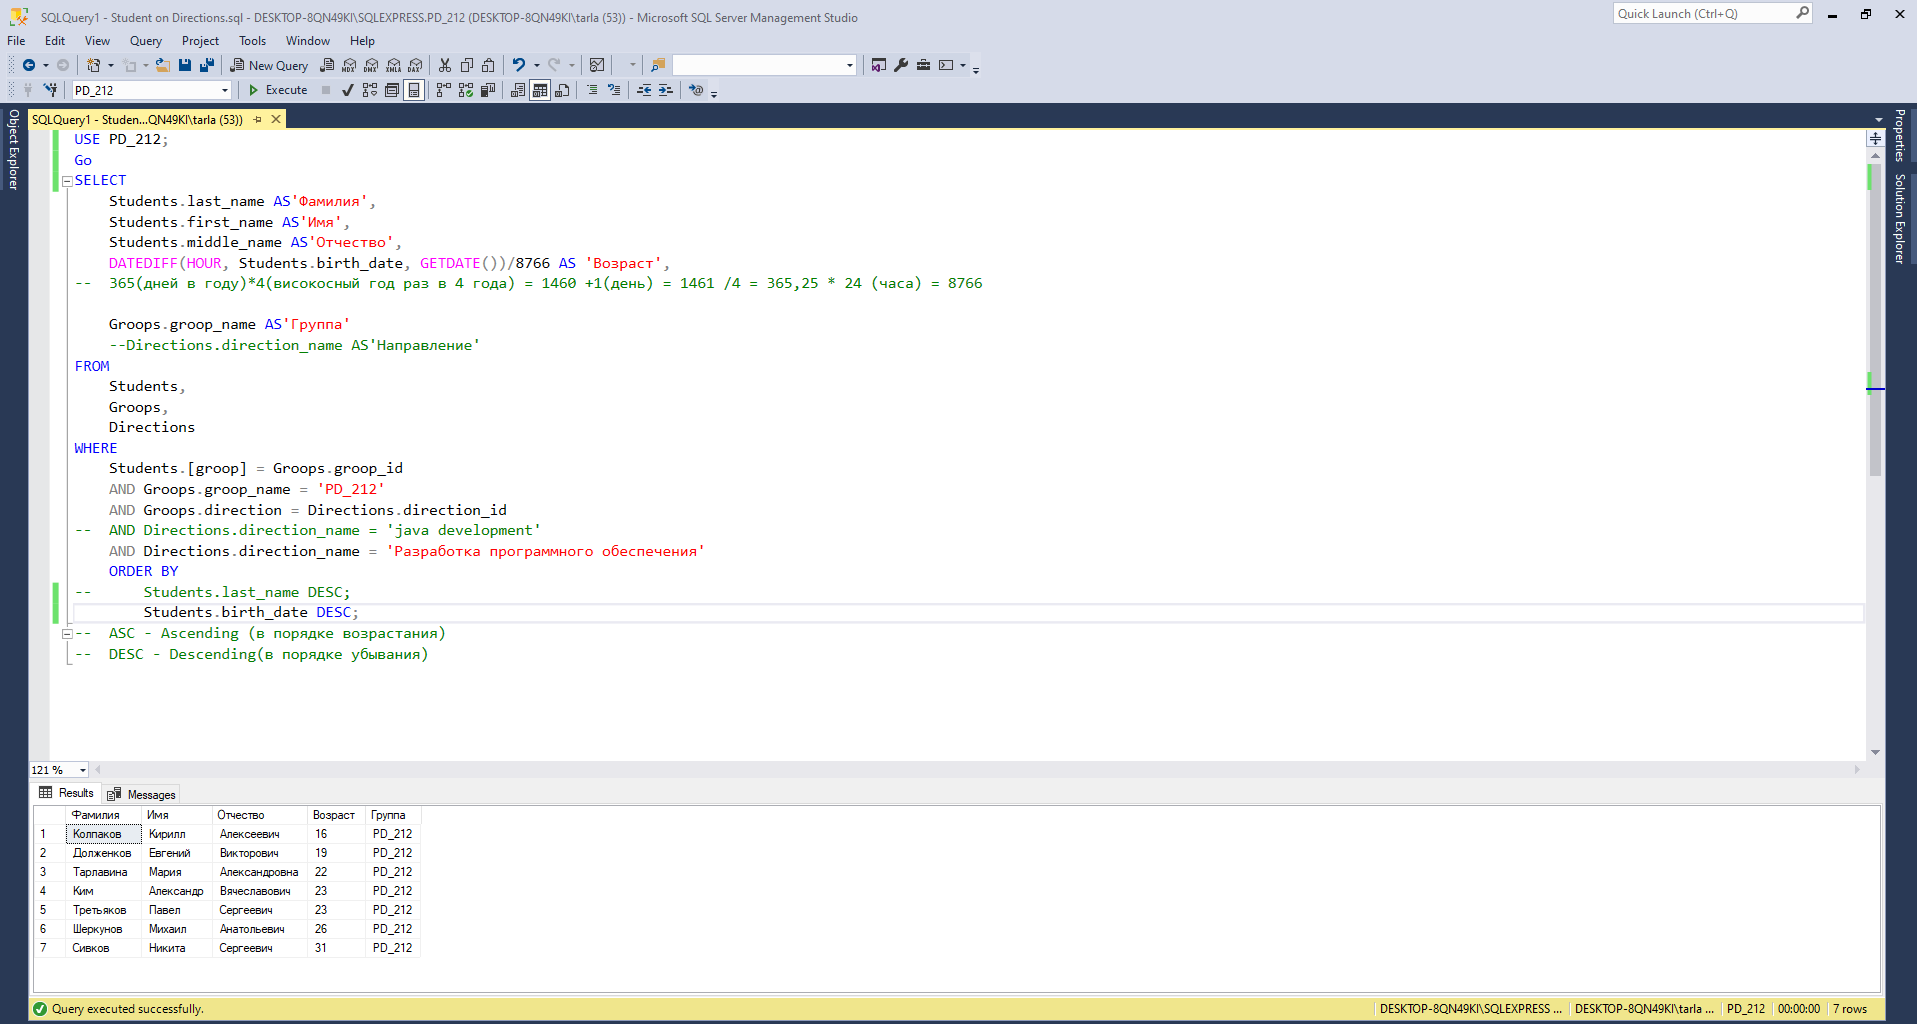 SQLQuery1 - Student on Directions.sql - DESKTOP-8QN49KI\SQLEXPRESS.PD_212 (DESKTOP-8QN49KI\tarla (53)) - Microsoft SQL Server Management Studio
Quick Launch (Ctrl+Q)
File Edit View Query Project Tools Window Help
New Query MDX DMX XMLA DAX
PD_212 Execute
Object Explorer
SQLQuery1 - Studen...QN49KI\tarla (53))
Properties
Solution Explorer
USE PD_212;
Go
SELECT
Students.last_name AS'Фамилия',
Students.first_name AS'Имя',
Students.middle_name AS'Отчество',
DATEDIFF(HOUR, Students.birth_date, GETDATE())/8766 AS 'Возраст',
-- 365(дней в году)*4(високосный год раз в 4 года) = 1460 +1(день) = 1461 /4 = 365,25 * 24 (часа) = 8766
Groops.groop_name AS'Группа'
--Directions.direction_name AS'Направление'
FROM
Students,
Groops,
Directions
WHERE
Students.[groop] = Groops.groop_id
AND Groops.groop_name = 'PD_212'
AND Groops.direction = Directions.direction_id
-- AND Directions.direction_name = 'java development'
AND Directions.direction_name = 'Разработка программного обеспечения'
ORDER BY
-- Students.last_name DESC;
Students.birth_date DESC;
-- ASC - Ascending (в порядке возрастания)
-- DESC - Descending(в порядке убывания)
121 %
Results Messages
Фамилия Имя Отчество Возраст Группа
1 Колпаков Кирилл Алексеевич 16 PD_212
2 Долженков Евгений Викторович 19 PD_212
3 Тарлавина Мария Александровна 22 PD_212
4 Ким Александр Вячеславович 23 PD_212
5 Третьяков Павел Сергеевич 23 PD_212
6 Шеркунов Михаил Анатольевич 26 PD_212
7 Сивков Никита Сергеевич 31 PD_212
Query executed successfully.
DESKTOP-8QN49KI\SQLEXPRESS ... DESKTOP-8QN49KI\tarla ... PD_212 00:00:00 7 rows